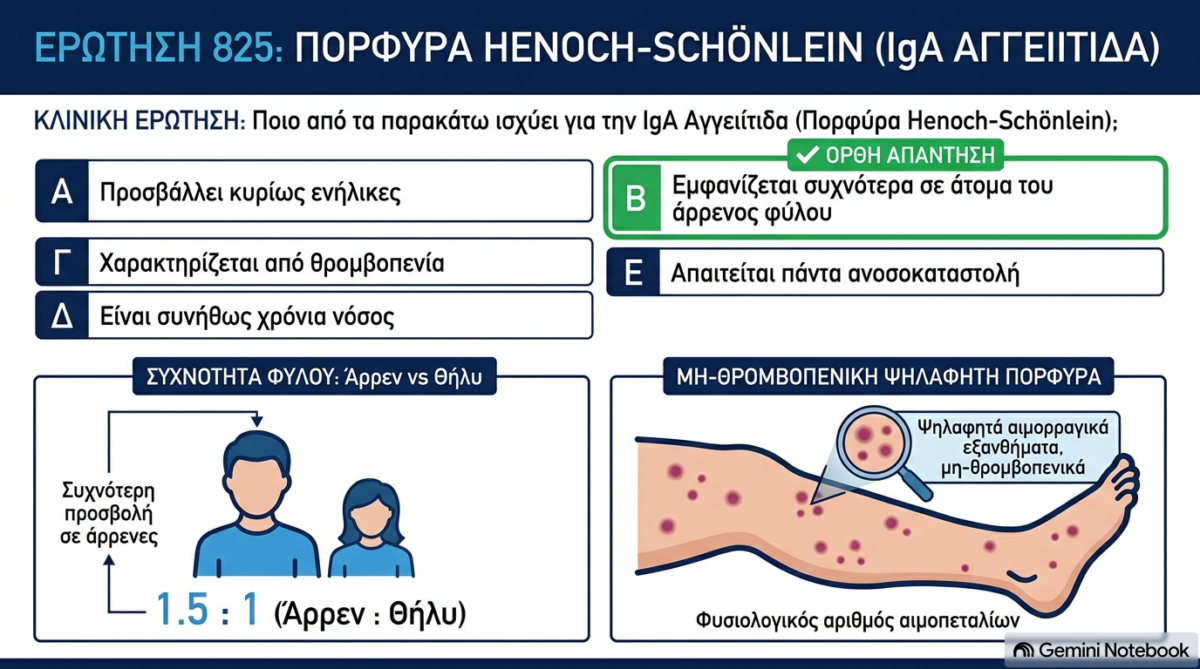 ΕΡΩΤΗΣΗ 825: ΠΟΡΦΥΡΑ HENOCH-SCHÖNLEIN (IgA ΑΓΓΕΙΙΤΙΔΑ)
ΚΛΙΝΙΚΗ ΕΡΩΤΗΣΗ: Ποιο από τα παρακάτω ισχύει για την IgA Αγγειίτιδα (Πορφύρα Henoch-Schönlein);
Α Προσβάλλει κυρίως ενήλικες
✓ ΟΡΘΗ ΑΠΑΝΤΗΣΗ
Β Εμφανίζεται συχνότερα σε άτομα του
άρρενος φύλου
Γ Χαρακτηρίζεται από θρομβοπενία
Ε Απαιτείται πάντα ανοσοκαταστολή
Δ Είναι συνήθως χρόνια νόσος
ΣΥΧΝΟΤΗΤΑ ΦΥΛΟΥ: Άρρεν vs Θήλυ
Συχνότερη
προσβολή
σε άρρενες
1.5 : 1 (Άρρεν : Θήλυ)
ΜΗ-ΘΡΟΜΒΟΠΕΝΙΚΗ ΨΗΛΑΦΗΤΗ ΠΟΡΦΥΡΑ
Ψηλαφητά αιμορραγικά
εξανθήματα,
μη-θρομβοπενικά
Φυσιολογικός αριθμός αιμοπεταλίων
Gemini Notebook